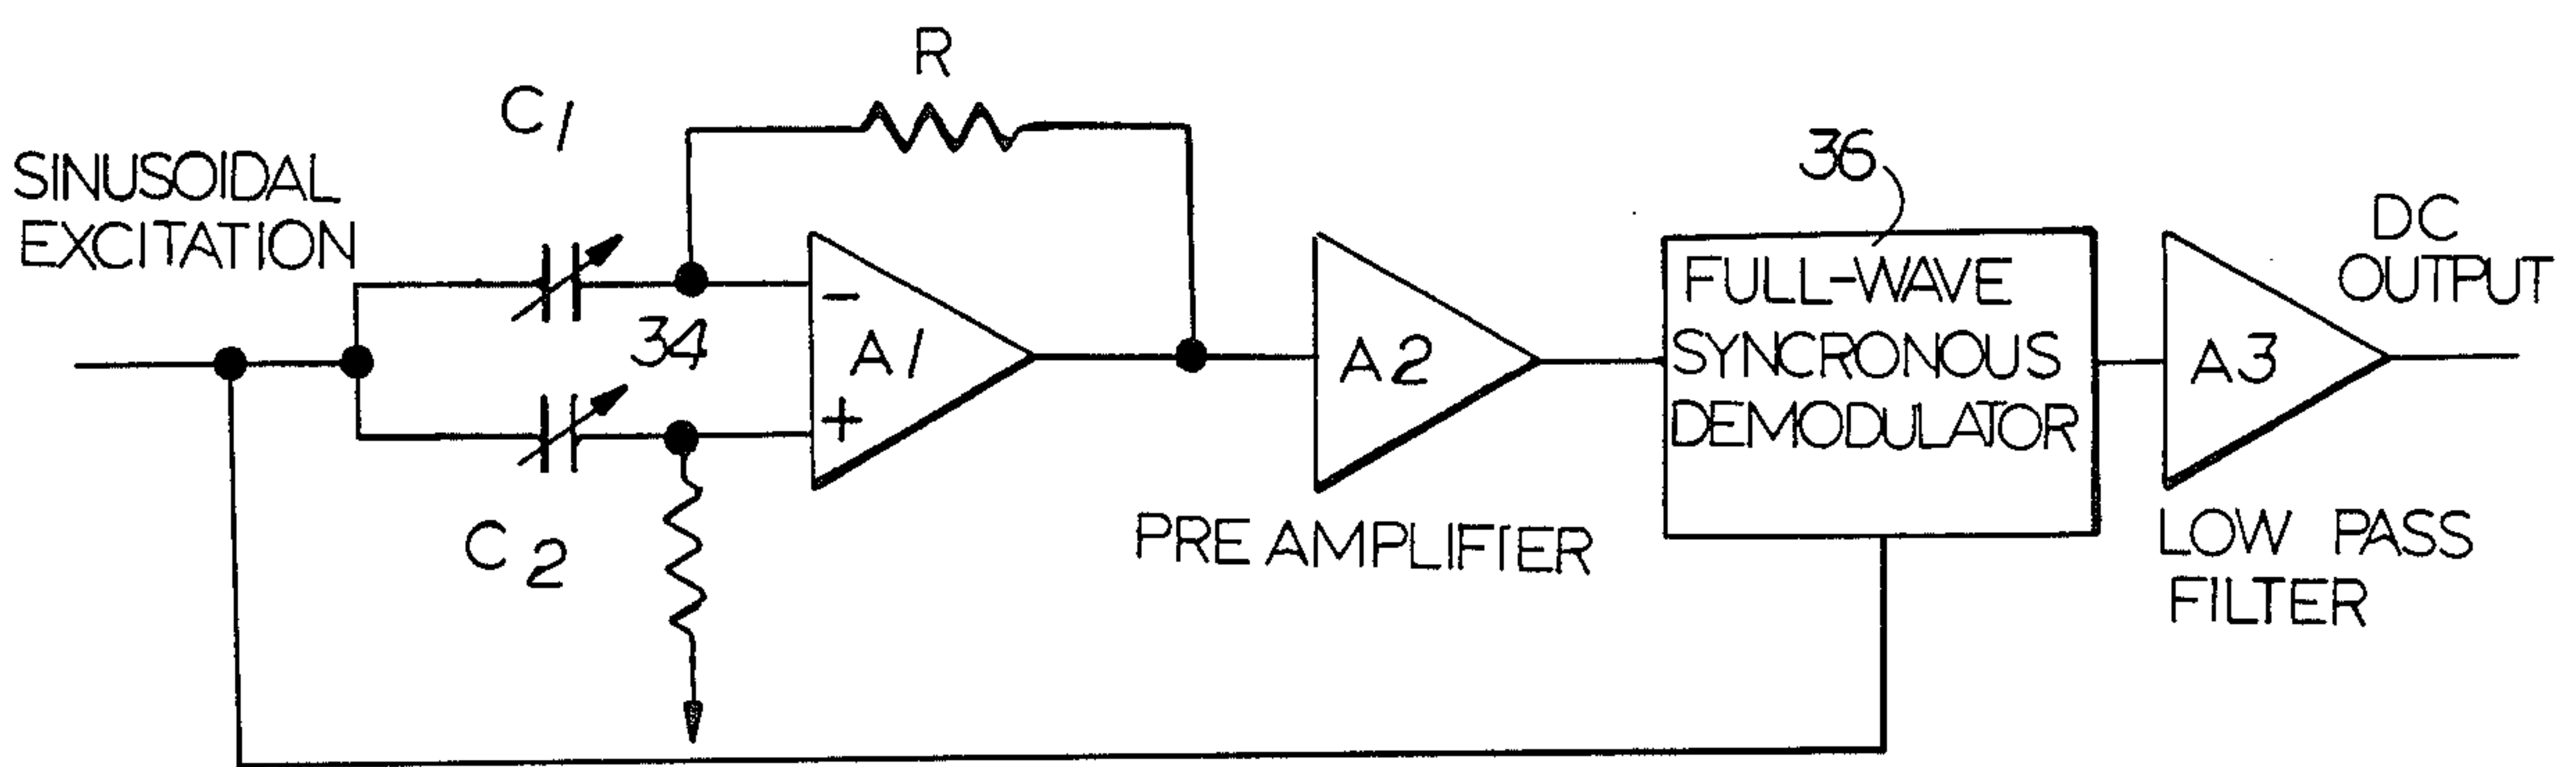 R
C1
SINUSOIDAL
EXCITATION
36
DC
OUTPUT
34
-
A1
+
A2
FULL-WAVE
SYNCRONOUS
DEMODULATOR
A3
C2
PRE AMPLIFIER
LOW PASS
FILTER